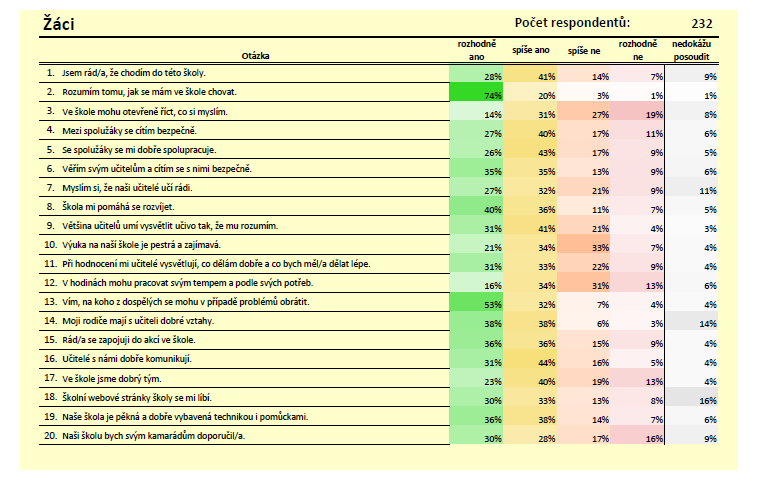 Žáci Počet respondentů: 232
Otázka rozhodně ano spíše ano spíše ne rozhodně ne nedokážu posoudit
1. Jsem rád/a, že chodím do této školy. 28% 41% 14% 7% 9%
2. Rozumím tomu, jak se mám ve škole chovat. 74% 20% 3% 1% 1%
3. Ve škole mohu otevřeně říct, co si myslím. 14% 31% 27% 19% 8%
4. Mezi spolužáky se cítím bezpečně. 27% 40% 17% 11% 6%
5. Se spolužáky se mi dobře spolupracuje. 26% 43% 17% 9% 5%
6. Věřím svým učitelům a cítím se s nimi bezpečně. 35% 35% 13% 9% 6%
7. Myslím si, že naši učitelé učí rádi. 27% 32% 21% 9% 11%
8. Škola mi pomáhá se rozvíjet. 40% 36% 11% 7% 5%
9. Většina učitelů umí vysvětlit učivo tak, že mu rozumím. 31% 41% 21% 4% 3%
10. Výuka na naší škole je pestrá a zajímavá. 21% 34% 33% 7% 4%
11. Při hodnocení mi učitelé vysvětlují, co dělám dobře a co bych měl/a dělat lépe. 31% 33% 22% 9% 4%
12. V hodinách mohu pracovat svým tempem a podle svých potřeb. 16% 34% 31% 13% 6%
13. Vím, na koho z dospělých se mohu v případě problémů obrátit. 53% 32% 7% 4% 4%
14. Moji rodiče mají s učiteli dobré vztahy. 38% 38% 6% 3% 14%
15. Rád/a se zapojuji do akcí ve škole. 36% 36% 15% 9% 4%
16. Učitelé s námi dobře komunikují. 31% 44% 16% 5% 4%
17. Ve škole jsme dobrý tým. 23% 40% 19% 13% 4%
18. Školní webové stránky školy se mi líbí. 30% 33% 13% 8% 16%
19. Naše škola je pěkná a dobře vybavená technikou i pomůckami. 36% 38% 14% 7% 6%
20. Naši školu bych svým kamarádům doporučil/a. 30% 28% 17% 16% 9%